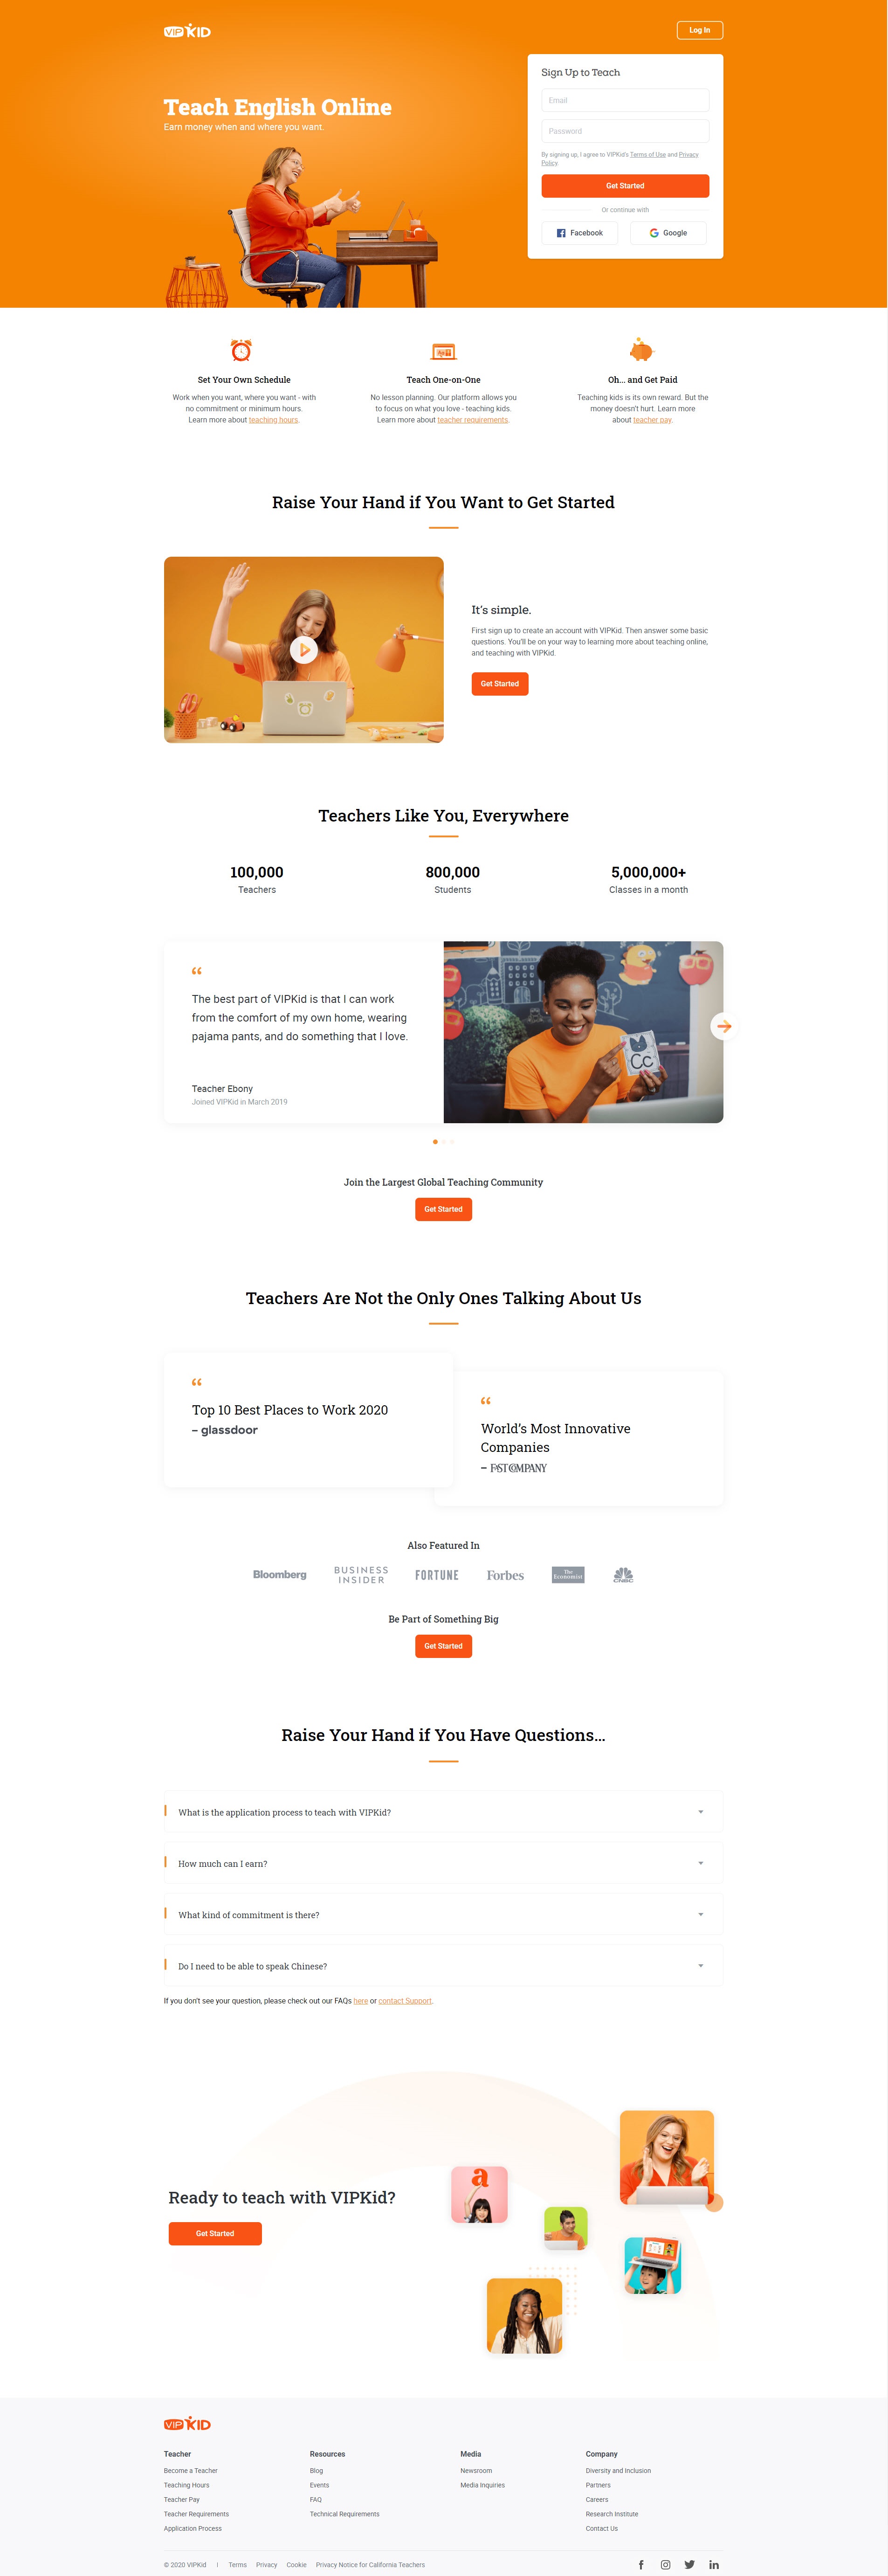 VIPKID
Log In
Teach English Online
Earn money when and where you want.
Sign Up to Teach
Email
Password
By signing up, I agree to VIPKid's Terms of Use and Privacy
Policy.
Get Started
Or continue with
Facebook
Google
Set Your Own Schedule
Work when you want, where you want - with
no commitment or minimum hours.
Learn more about teaching hours.
Teach One-on-One
No lesson planning. Our platform allows you
to focus on what you love - teaching kids.
Learn more about teacher requirements.
Oh... and Get Paid
Teaching kids is its own reward. But the
money doesn't hurt. Learn more
about teacher pay.
Raise Your Hand if You Want to Get Started
It's simple.
First sign up to create an account with VIPKid. Then answer some basic
questions. You'll be on your way to learning more about teaching online,
and teaching with VIPKid.
Get Started
Teachers Like You, Everywhere
100,000
Teachers
800,000
Students
5,000,000+
Classes in a month
“
The best part of VIPKid is that I can work
from the comfort of my own home, wearing
pajama pants, and do something that I love.
Teacher Ebony
Joined VIPKid in March 2019
Cc
Join the Largest Global Teaching Community
Get Started
Teachers Are Not the Only Ones Talking About Us
“
Top 10 Best Places to Work 2020
– glassdoor
“
World's Most Innovative
Companies
– FAST COMPANY
Also Featured In
Bloomberg
BUSINESS
INSIDER
FORTUNE
Forbes
The
Economist
CNBC
Be Part of Something Big
Get Started
Raise Your Hand if You Have Questions...
What is the application process to teach with VIPKid?
How much can I earn?
What kind of commitment is there?
Do I need to be able to speak Chinese?
If you don't see your question, please check out our FAQs here or contact Support.
a
Ready to teach with VIPKid?
Get Started
VIPKID
Teacher
Become a Teacher
Teaching Hours
Teacher Pay
Teacher Requirements
Application Process
Resources
Blog
Events
FAQ
Technical Requirements
Media
Newsroom
Media Inquiries
Company
Diversity and Inclusion
Partners
Careers
Research Institute
Contact Us
© 2020 VIPKid | Terms Privacy Cookie Privacy Notice for California Teachers